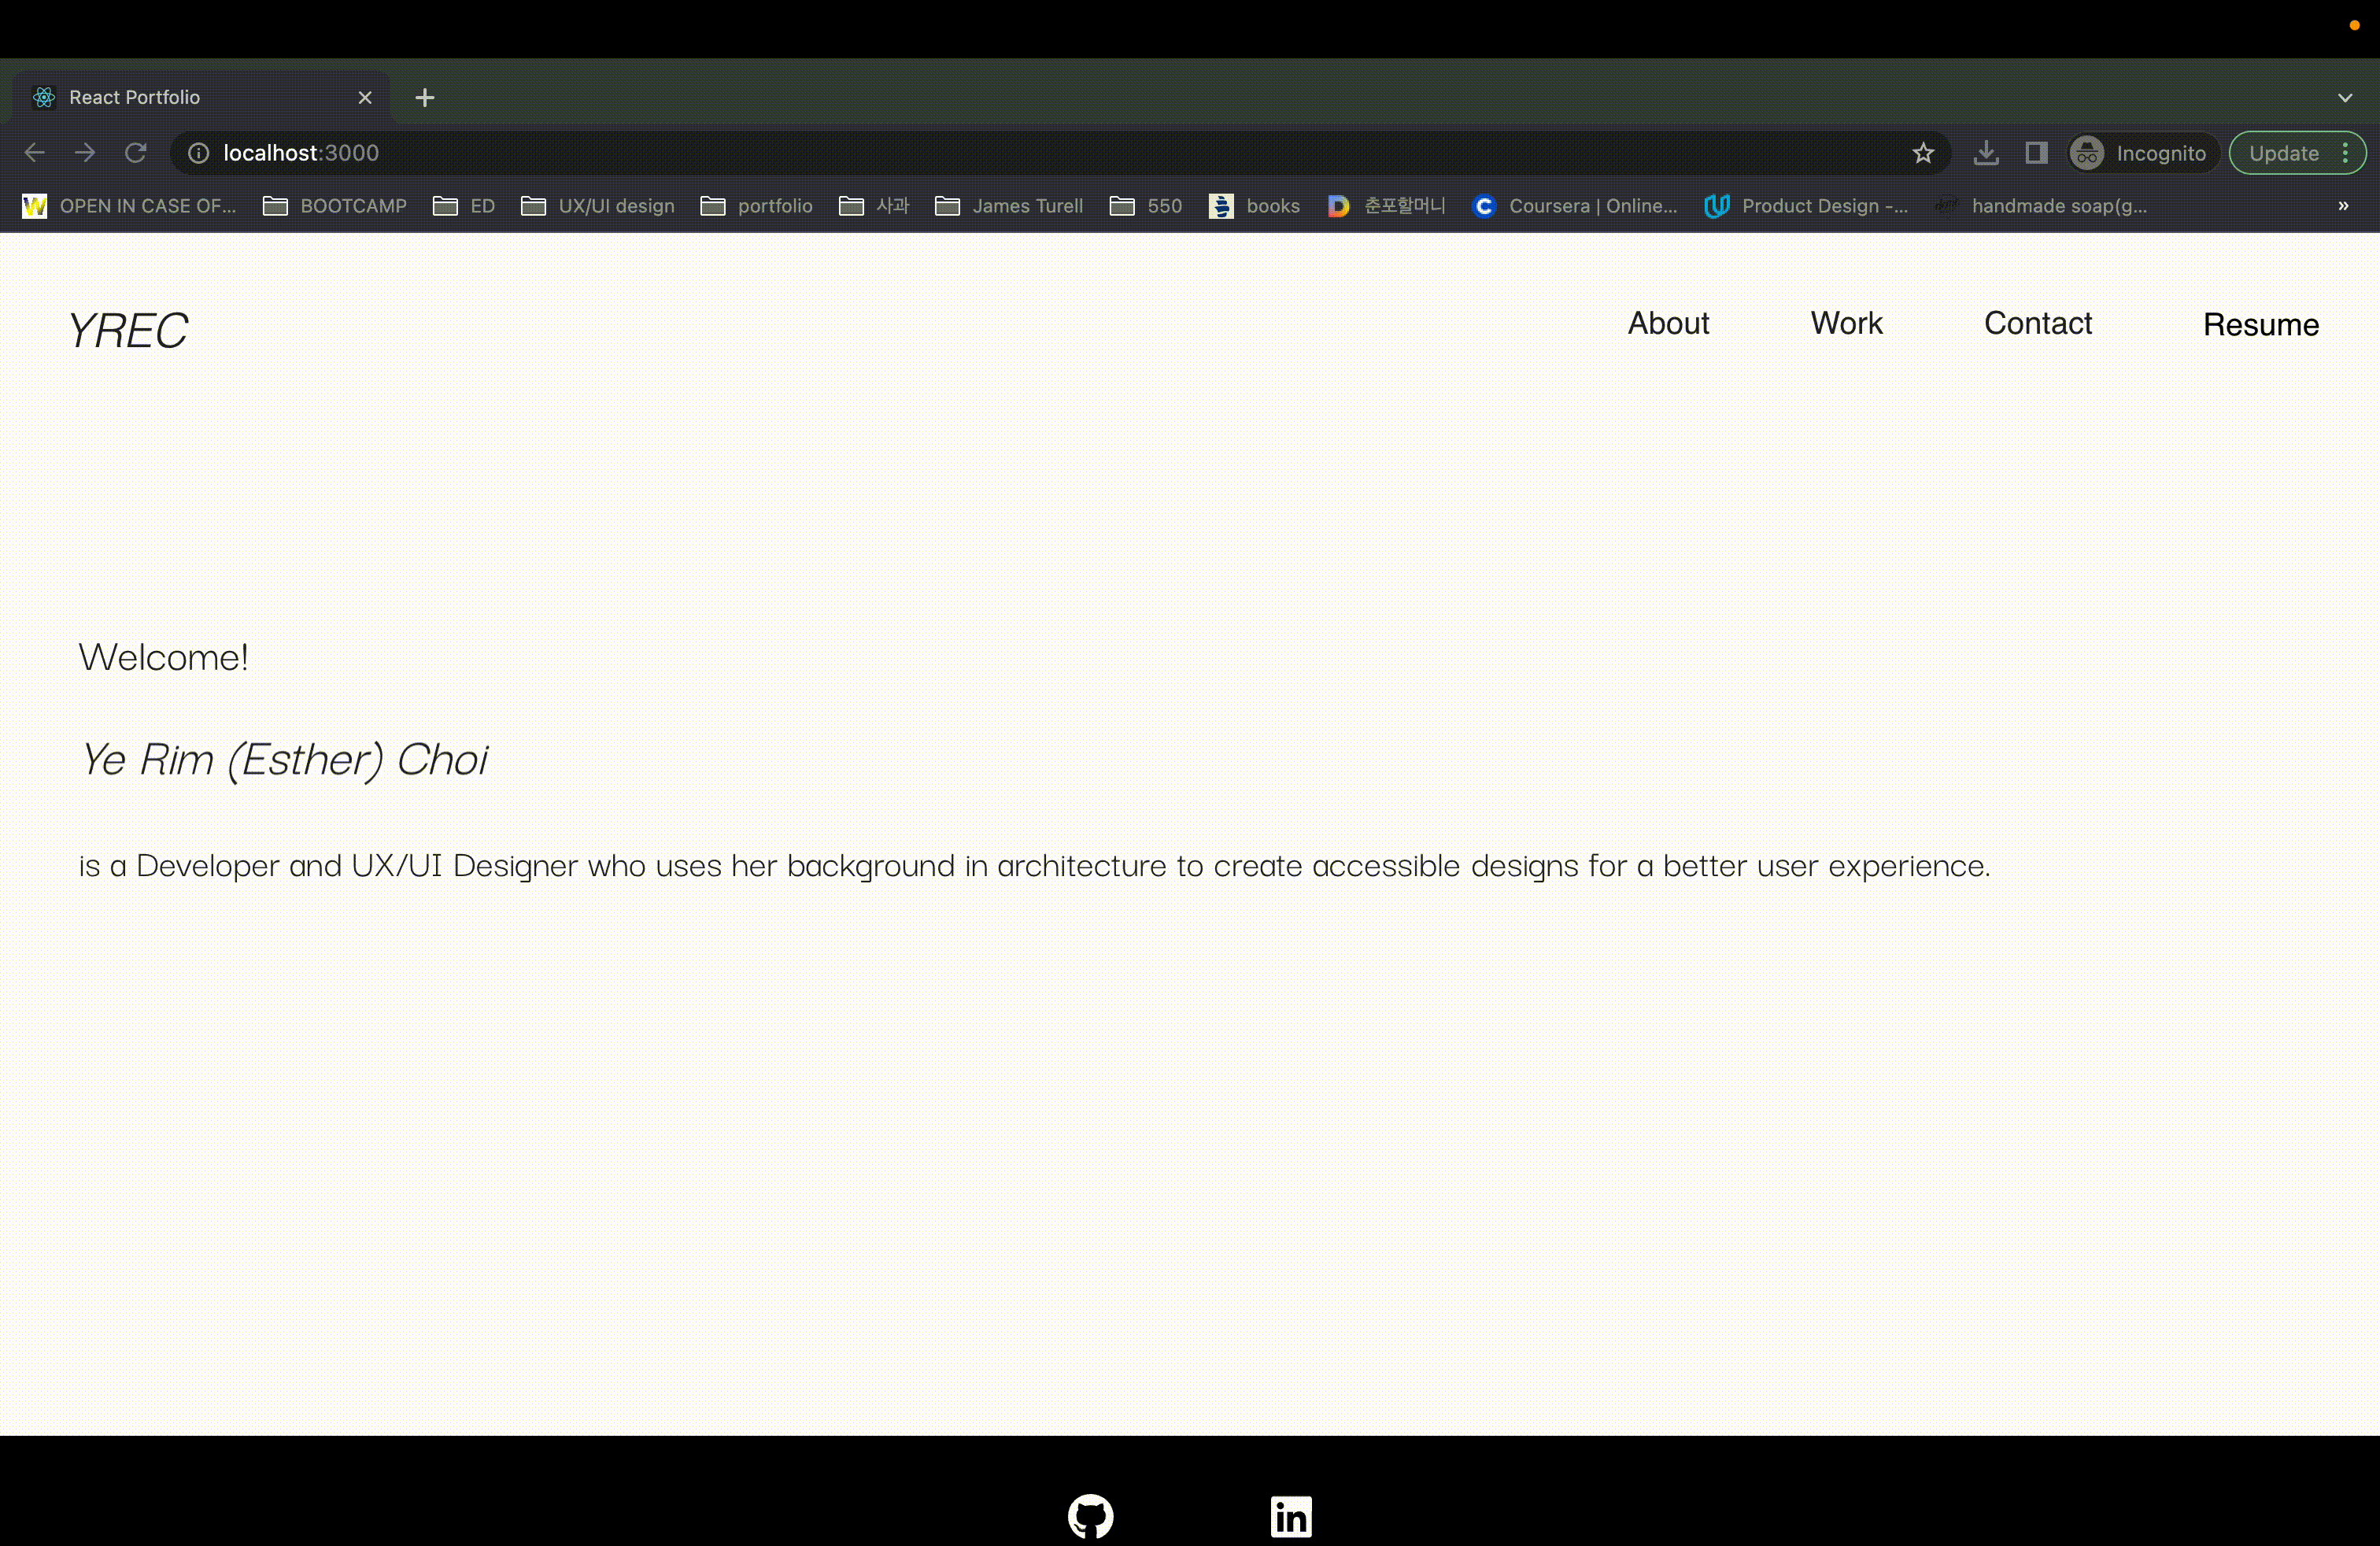 React Portfolio
localhost:3000
Incognito
Update
OPEN IN CASE OF... BOOTCAMP ED UX/UI design portfolio 사과 James Turell 550 books 춘포할머니 Coursera | Online... Product Design -... handmade soap(g...
YREC
About Work Contact Resume
Welcome!
Ye Rim (Esther) Choi
is a Developer and UX/UI Designer who uses her background in architecture to create accessible designs for a better user experience.
in